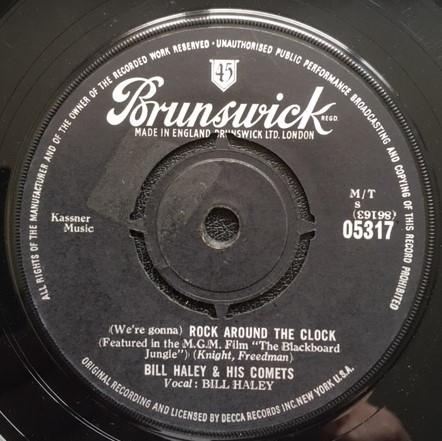 ALL RIGHTS OF THE MANUFACTURER AND OF THE OWNER OF THE RECORDED WORK RESERVED · UNAUTHORISED PUBLIC PERFORMANCE BROADCASTING AND COPYING OF THIS RECORD PROHIBITED
45
Brunswick REGD.
MADE IN ENGLAND BRUNSWICK LTD. LONDON
M/T
S
(86163)
05317
Kassner
Music
(We're gonna) ROCK AROUND THE CLOCK
(Featured in the M.G.M. Film "The Blackboard
Jungle") (Knight, Freedman)
BILL HALEY & HIS COMETS
Vocal: BILL HALEY
ORIGINAL RECORDING AND LICENSED BY DECCA RECORDS INC. NEW YORK U.S.A.